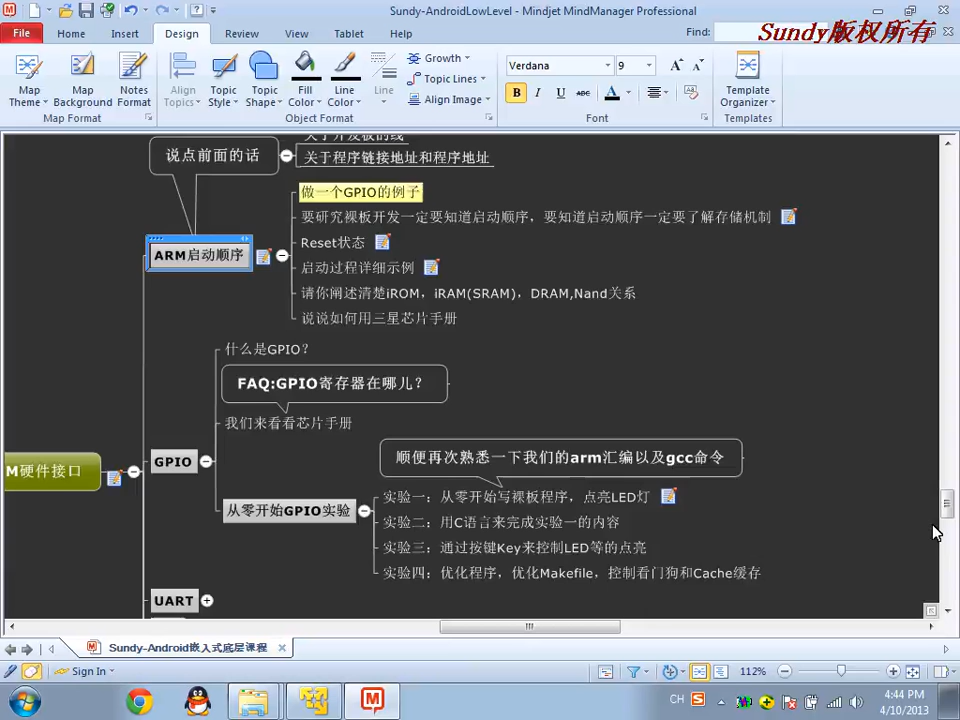 Sundy-AndroidLowLevel - Mindjet MindManager Professional
File
Home
Insert
Design
Review
View
Tablet
Help
Find:
Sundy版权所有
Map Theme
Map Background
Notes Format
Map Format
Align Topics
Topic Style
Topic Shape
Fill Color
Line Color
Line
Growth
Topic Lines
Align Image
Object Format
Verdana
9
B I U abc A
Font
Template Organizer
Templates
关于开发板的线
说点前面的话
关于程序链接地址和程序地址
做一个GPIO的例子
要研究裸板开发一定要知道启动顺序，要知道启动顺序一定要了解存储机制
Reset状态
ARM启动顺序
启动过程详细示例
请你阐述清楚iROM，iRAM(SRAM)，DRAM,Nand关系
说说如何用三星芯片手册
什么是GPIO？
FAQ:GPIO寄存器在哪儿？
我们来看看芯片手册
GPIO
M硬件接口
顺便再次熟悉一下我们的arm汇编以及gcc命令
从零开始GPIO实验
实验一：从零开始写裸板程序，点亮LED灯
实验二：用C语言来完成实验一的内容
实验三：通过按键Key来控制LED等的点亮
实验四：优化程序，优化Makefile，控制看门狗和Cache缓存
UART
Sundy-Android嵌入式底层课程
Sign In
112%
CH
4:44 PM
4/10/2013